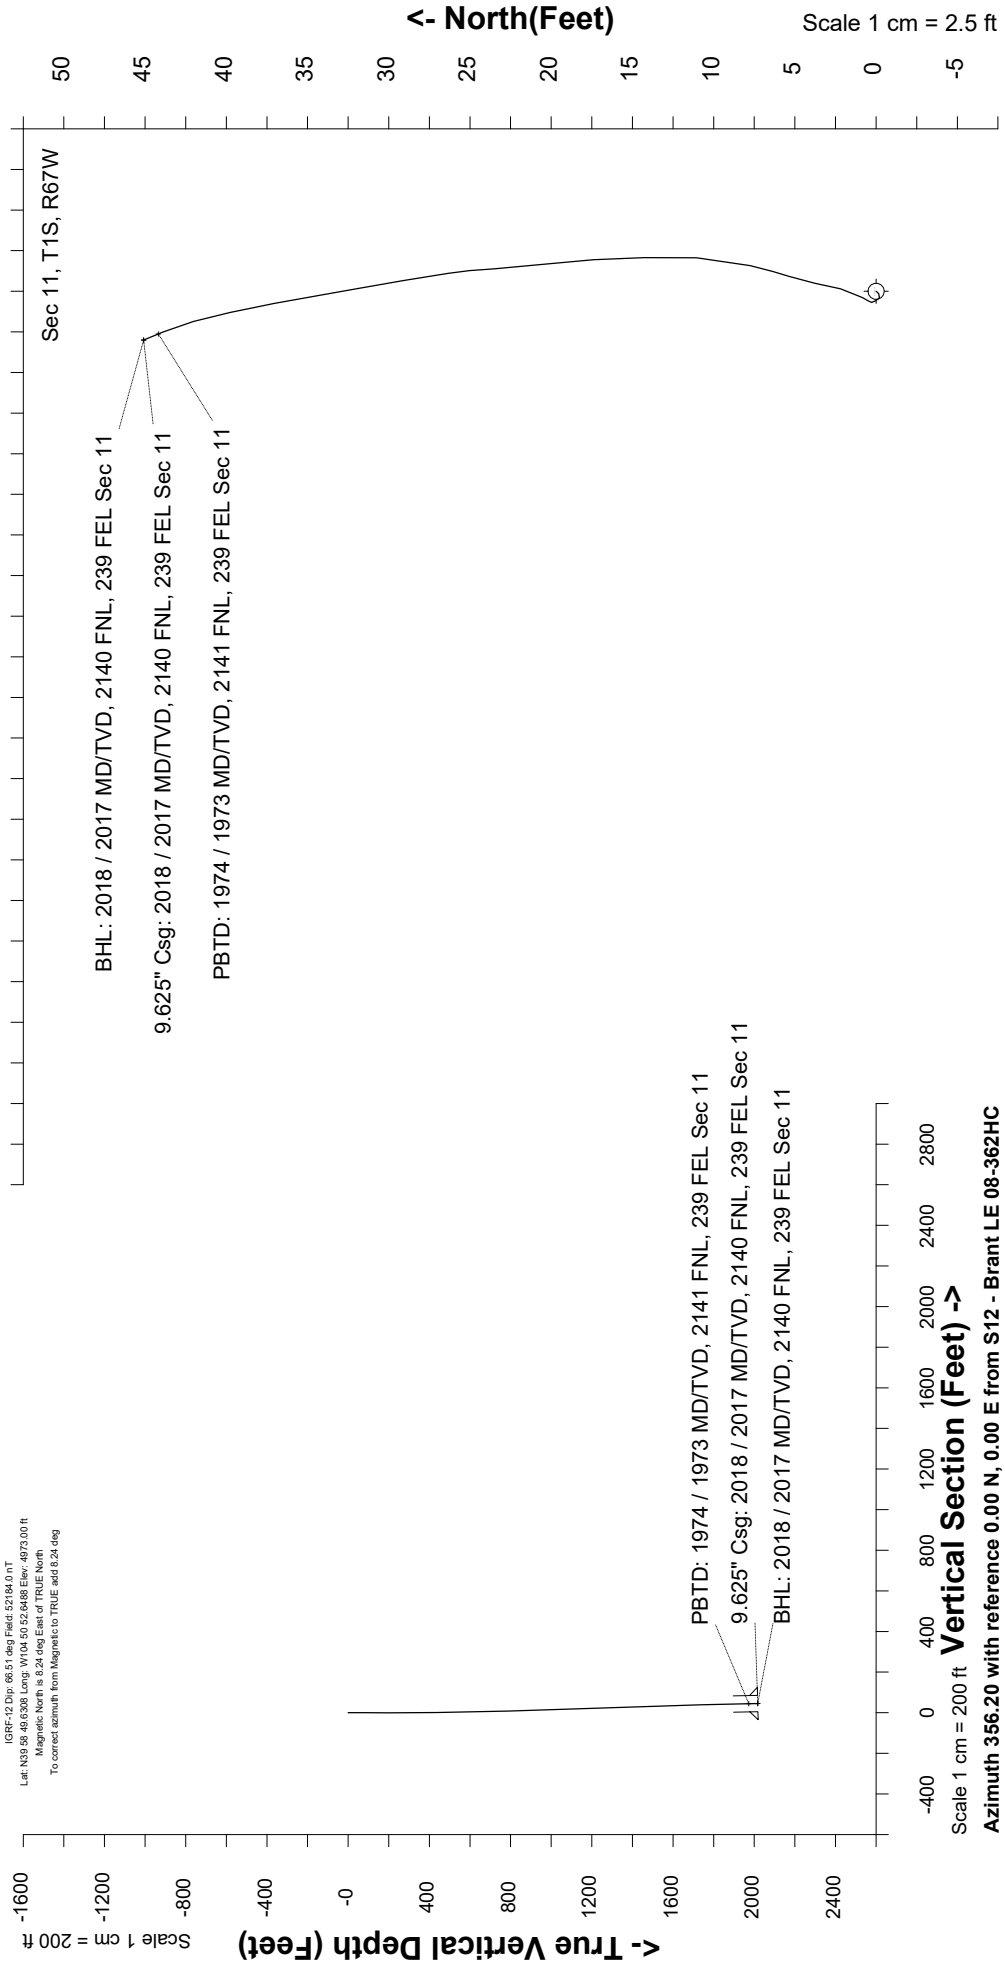 <- North(Feet)
Scale 1 cm = 2.5 ft
50
45
40
35
30
25
20
15
10
5
0
-5
Sec 11, T1S, R67W
BHL: 2018 / 2017 MD/TVD, 2140 FNL, 239 FEL Sec 11
9.625" Csg: 2018 / 2017 MD/TVD, 2140 FNL, 239 FEL Sec 11
PBTD: 1974 / 1973 MD/TVD, 2141 FNL, 239 FEL Sec 11
IGRF-12 Dip: 66.51 deg Field: 52184.0 nT
Lat: N39 58 49.6308 Long: W104 50 52.6488 Elev: 4973.00 ft
Magnetic North is 8.24 deg East of TRUE North
To correct azimuth from Magnetic to TRUE add 8.24 deg
PBTD: 1974 / 1973 MD/TVD, 2141 FNL, 239 FEL Sec 11
9.625" Csg: 2018 / 2017 MD/TVD, 2140 FNL, 239 FEL Sec 11
BHL: 2018 / 2017 MD/TVD, 2140 FNL, 239 FEL Sec 11
-1600
-1200
-800
-400
-0
400
800
1200
1600
2000
2400
Scale 1 cm = 200 ft
<- True Vertical Depth (Feet)
-400
0
400
800
1200
1600
2000
2400
2800
Scale 1 cm = 200 ft
Vertical Section (Feet) ->
Azimuth 356.20 with reference 0.00 N, 0.00 E from S12 - Brant LE 08-362HC